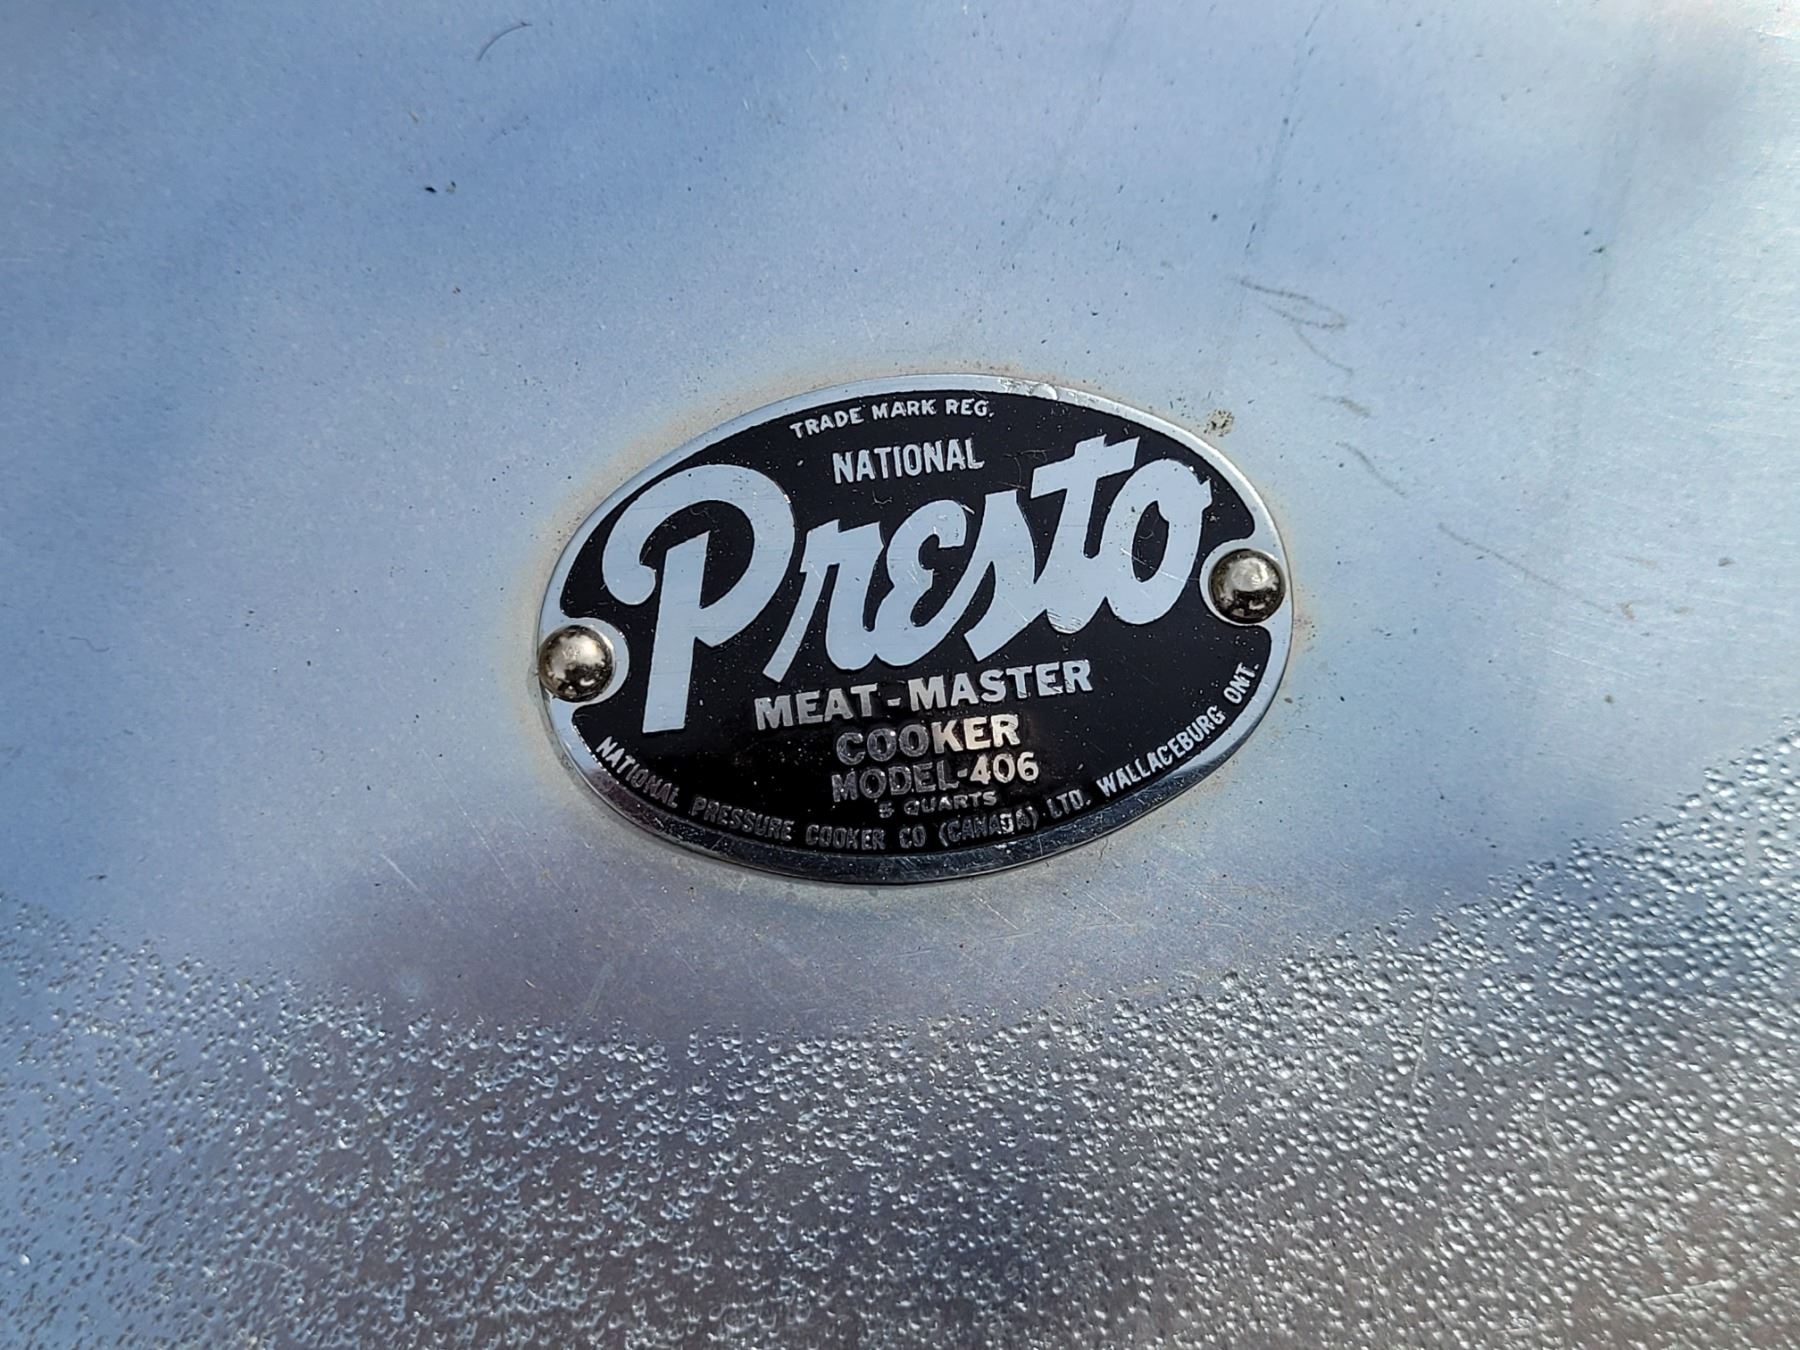 TRADE MARK REG.
NATIONAL
Presto
MEAT-MASTER
COOKER
MODEL-406
5 QUARTS
NATIONAL PRESSURE COOKER CO (CANADA) LTD. WALLACEBURG ONT.